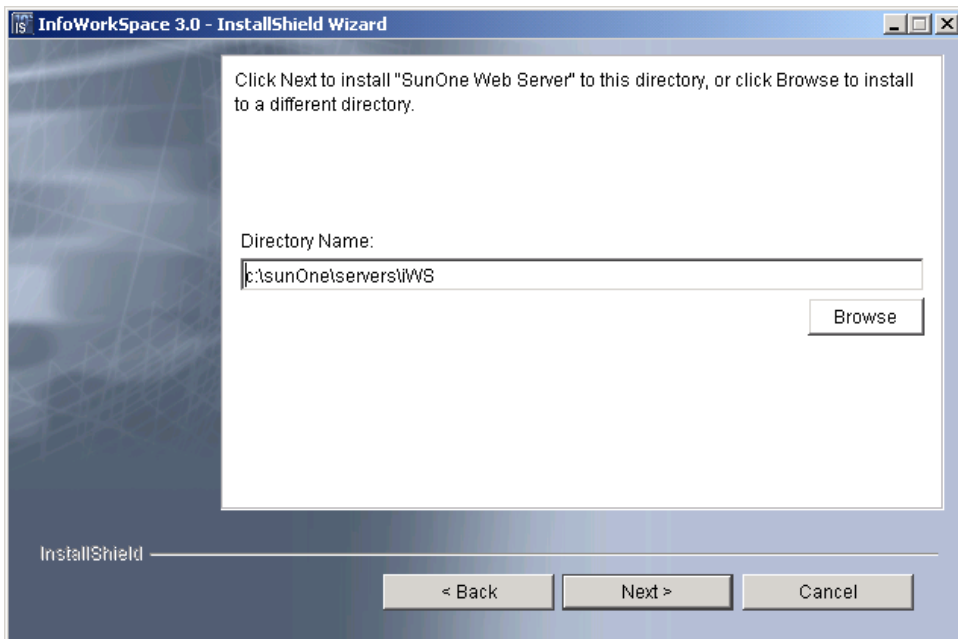 InfoWorkSpace 3.0 - InstallShield Wizard
Click Next to install "SunOne Web Server" to this directory, or click Browse to install
to a different directory.
Directory Name:
c:\sunOne\servers\iWS
Browse
InstallShield
< Back
Next >
Cancel